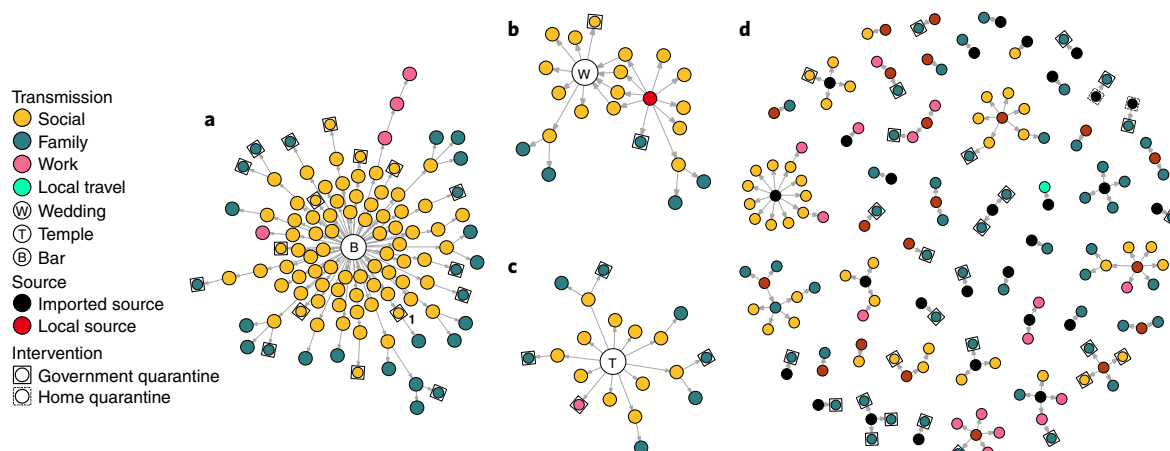 Transmission
Social
Family
Work
Local travel
W Wedding
T Temple
B Bar
Source
Imported source
Local source
Intervention
Government quarantine
Home quarantine
a
B
1
b
W
c
T
d